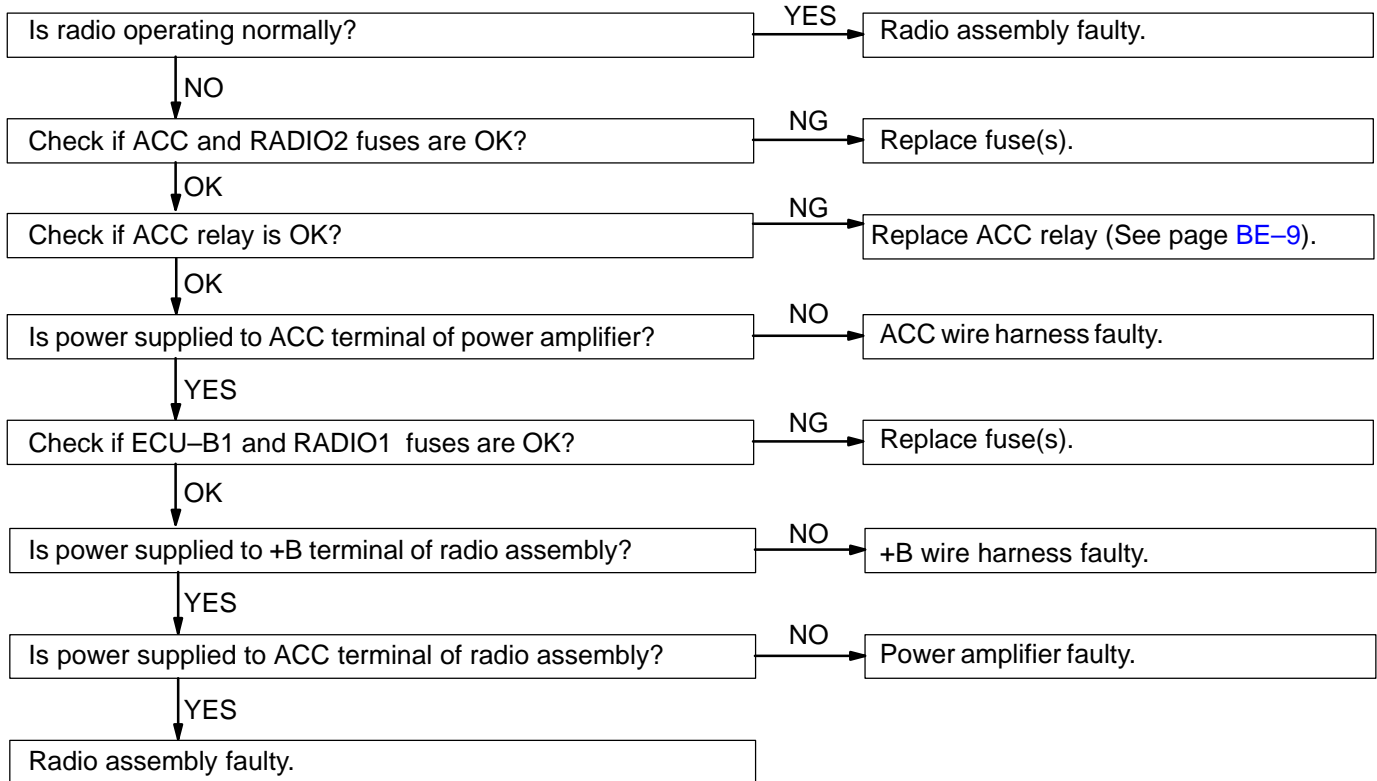 Is radio operating normally?
YES
Radio assembly faulty.
NO
Check if ACC and RADIO2 fuses are OK?
NG
Replace fuse(s).
OK
Check if ACC relay is OK?
NG
Replace ACC relay (See page BE–9).
OK
Is power supplied to ACC terminal of power amplifier?
NO
ACC wire harness faulty.
YES
Check if ECU–B1 and RADIO1 fuses are OK?
NG
Replace fuse(s).
OK
Is power supplied to +B terminal of radio assembly?
NO
+B wire harness faulty.
YES
Is power supplied to ACC terminal of radio assembly?
NO
Power amplifier faulty.
YES
Radio assembly faulty.